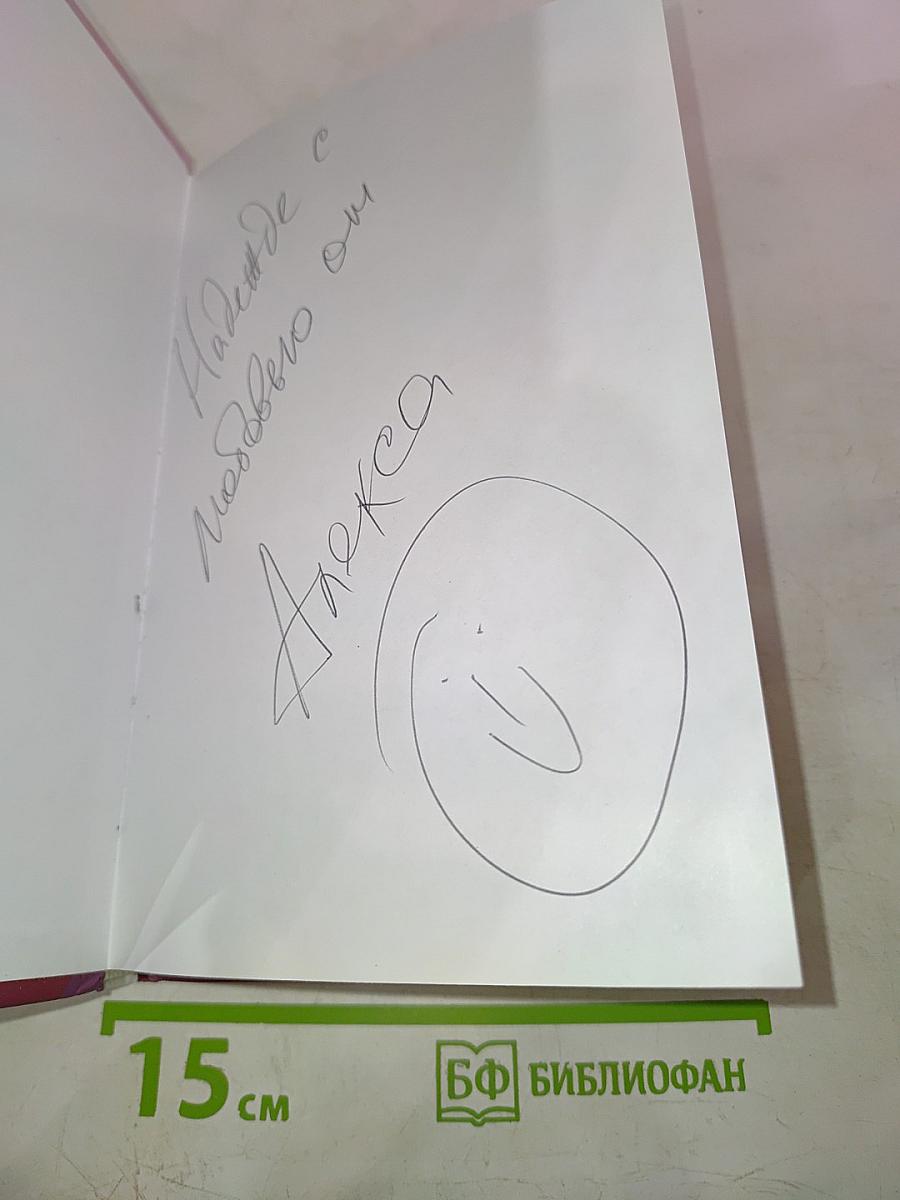 Надежде с
любовью от
Алекса
15 см
БФ БИБЛИОФАН